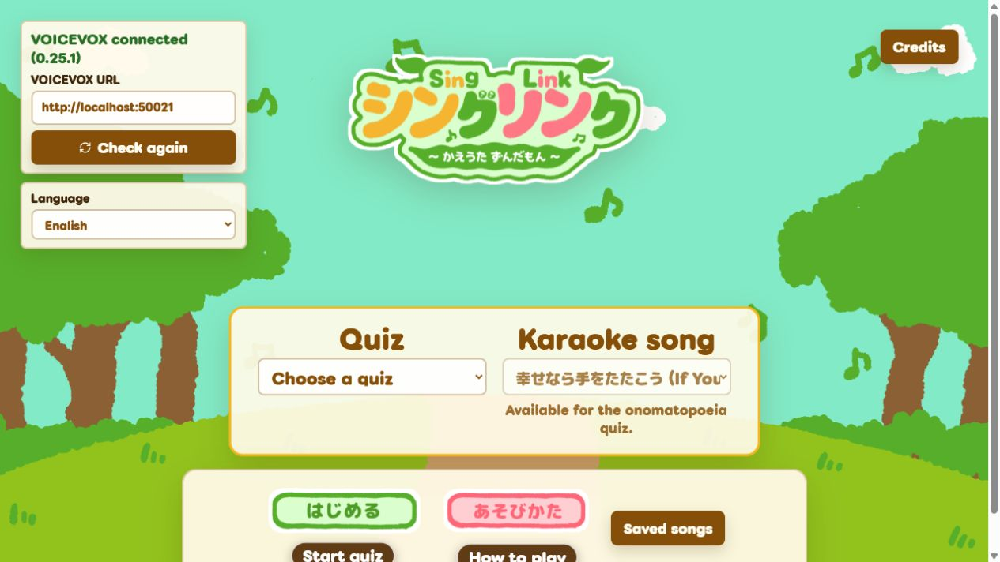 VOICEVOX connected
(0.25.1)
VOICEVOX URL
http://localhost:50021
Check again
Language
English
Credits
Sing Link
シングリンク
～ かえうた ずんだもん ～
Quiz
Choose a quiz
Karaoke song
幸せなら手をたたこう (If You
Available for the onomatopoeia
quiz.
はじめる
Start quiz
あそびかた
How to play
Saved songs